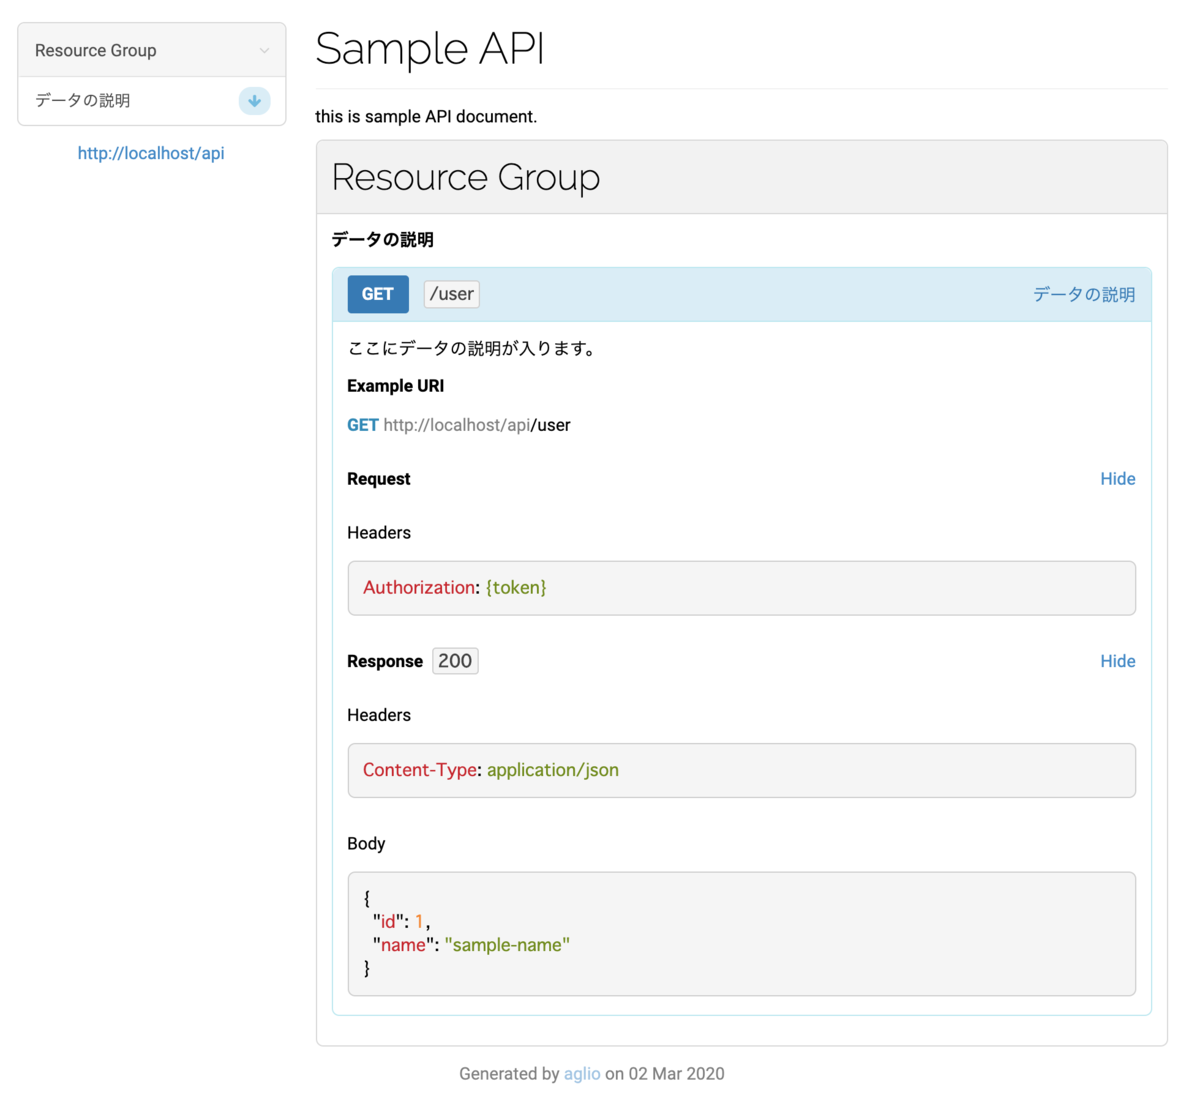 Resource Group
データの説明
http://localhost/api
Sample API
this is sample API document.
Resource Group
データの説明
GET /user データの説明
ここにデータの説明が入ります。
Example URI
GET http://localhost/api/user
Request Hide
Headers
Authorization: {token}
Response 200 Hide
Headers
Content-Type: application/json
Body
{
"id": 1,
"name": "sample-name"
}
Generated by aglio on 02 Mar 2020